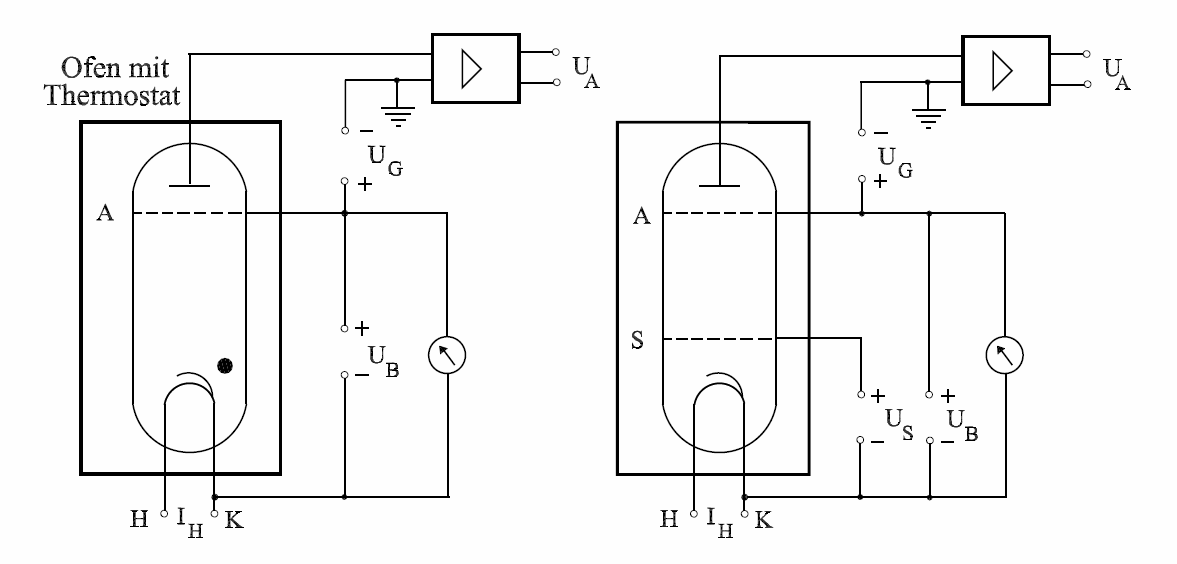 Ofen mit
Thermostat
U_A
− U_G +
A
+ U_B −
H I_H K
U_A
− U_G +
A
S
+ U_S −
+ U_B −
H I_H K